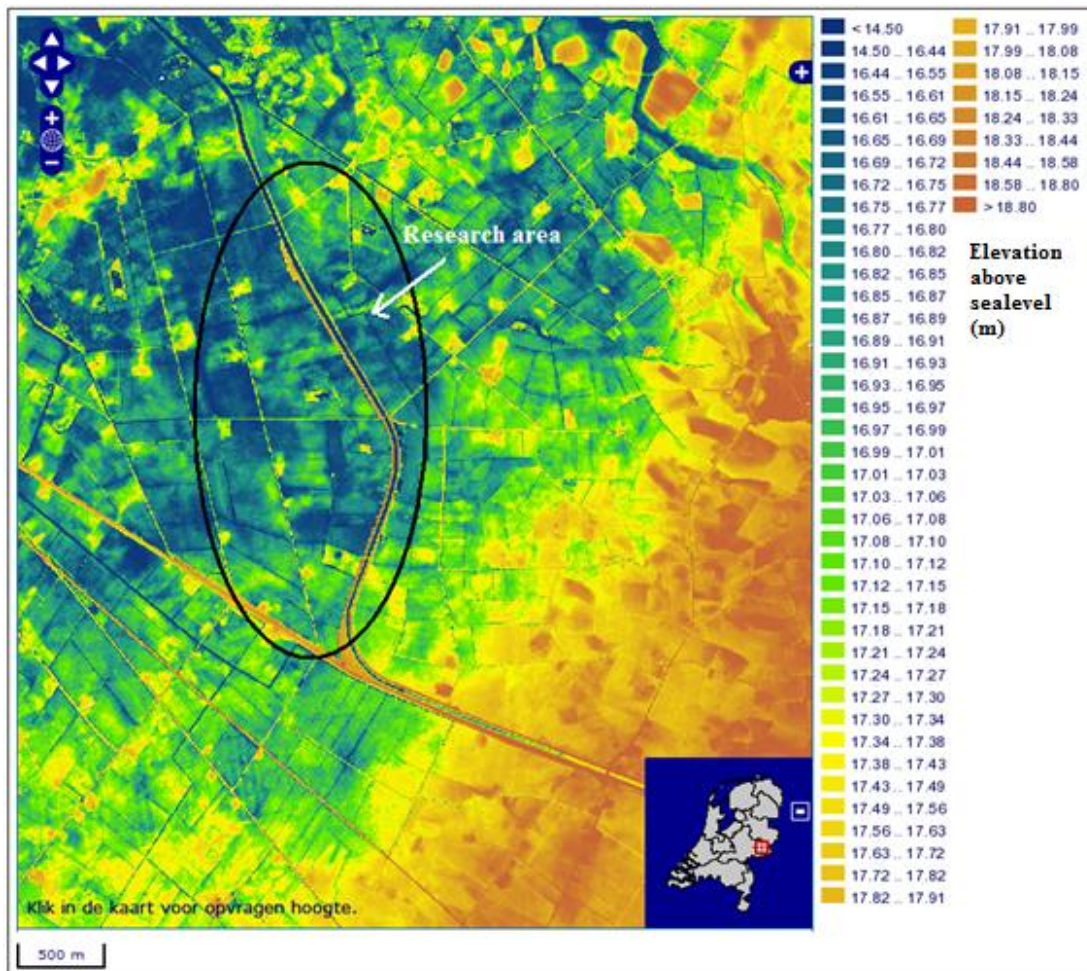 Research area
Klik in de kaart voor opvragen hoogte.
500 m
< 14.50
14.50 .. 16.44
16.44 .. 16.55
16.55 .. 16.61
16.61 .. 16.65
16.65 .. 16.69
16.69 .. 16.72
16.72 .. 16.75
16.75 .. 16.77
16.77 .. 16.80
16.80 .. 16.82
16.82 .. 16.85
16.85 .. 16.87
16.87 .. 16.89
16.89 .. 16.91
16.91 .. 16.93
16.93 .. 16.95
16.95 .. 16.97
16.97 .. 16.99
16.99 .. 17.01
17.01 .. 17.03
17.03 .. 17.06
17.06 .. 17.08
17.08 .. 17.10
17.10 .. 17.12
17.12 .. 17.15
17.15 .. 17.18
17.18 .. 17.21
17.21 .. 17.24
17.24 .. 17.27
17.27 .. 17.30
17.30 .. 17.34
17.34 .. 17.38
17.38 .. 17.43
17.43 .. 17.49
17.49 .. 17.56
17.56 .. 17.63
17.63 .. 17.72
17.72 .. 17.82
17.82 .. 17.91
17.91 .. 17.99
17.99 .. 18.08
18.08 .. 18.15
18.15 .. 18.24
18.24 .. 18.33
18.33 .. 18.44
18.44 .. 18.58
18.58 .. 18.80
> 18.80
Elevation
above
sealevel
(m)